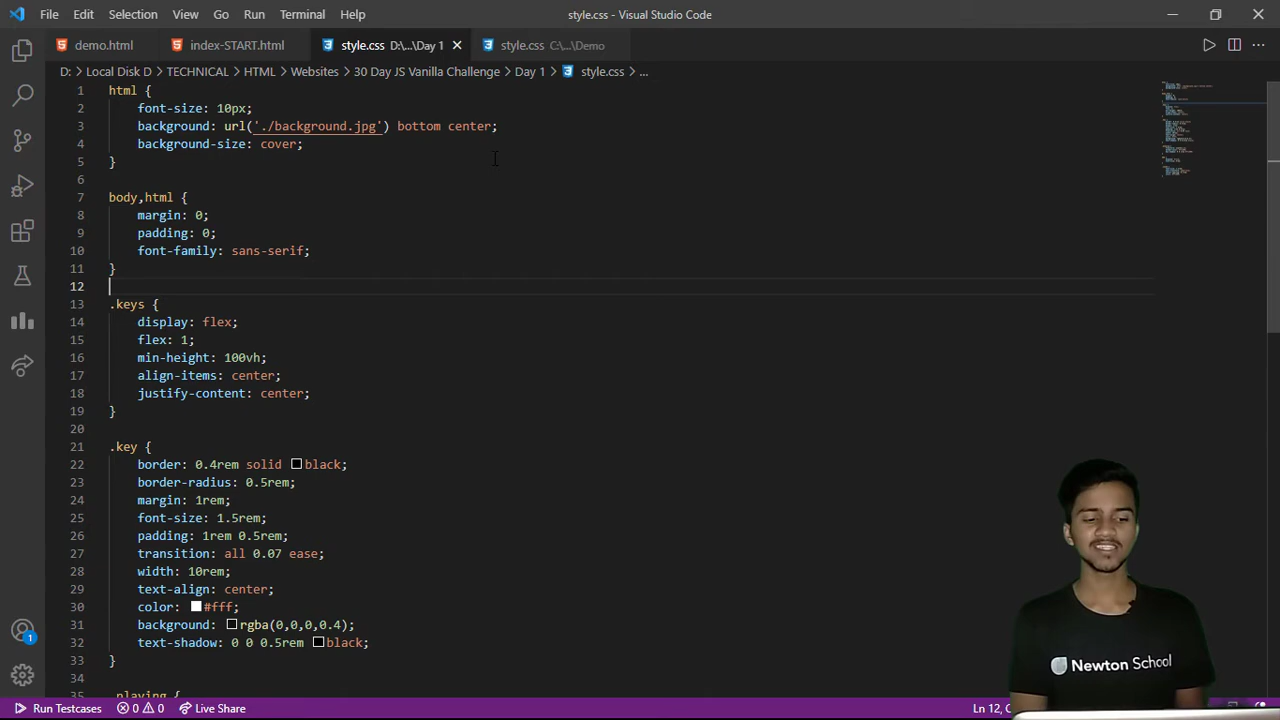 File Edit Selection View Go Run Terminal Help
style.css - Visual Studio Code
demo.html
index-START.html
style.css D:\...\Day 1
style.css C:\...\Demo
D: > Local Disk D > TECHNICAL > HTML > Websites > 30 Day JS Vanilla Challenge > Day 1 > style.css > ...
1 html {
2 font-size: 10px;
3 background: url('./background.jpg') bottom center;
4 background-size: cover;
5 }
6
7 body,html {
8 margin: 0;
9 padding: 0;
10 font-family: sans-serif;
11 }
12
13 .keys {
14 display: flex;
15 flex: 1;
16 min-height: 100vh;
17 align-items: center;
18 justify-content: center;
19 }
20
21 .key {
22 border: 0.4rem solid black;
23 border-radius: 0.5rem;
24 margin: 1rem;
25 font-size: 1.5rem;
26 padding: 1rem 0.5rem;
27 transition: all 0.07 ease;
28 width: 10rem;
29 text-align: center;
30 color: #fff;
31 background: rgba(0,0,0,0.4);
32 text-shadow: 0 0 0.5rem black;
33 }
34
35 .playing {
Newton School
1
Run Testcases 0 0 Live Share
Ln 12,